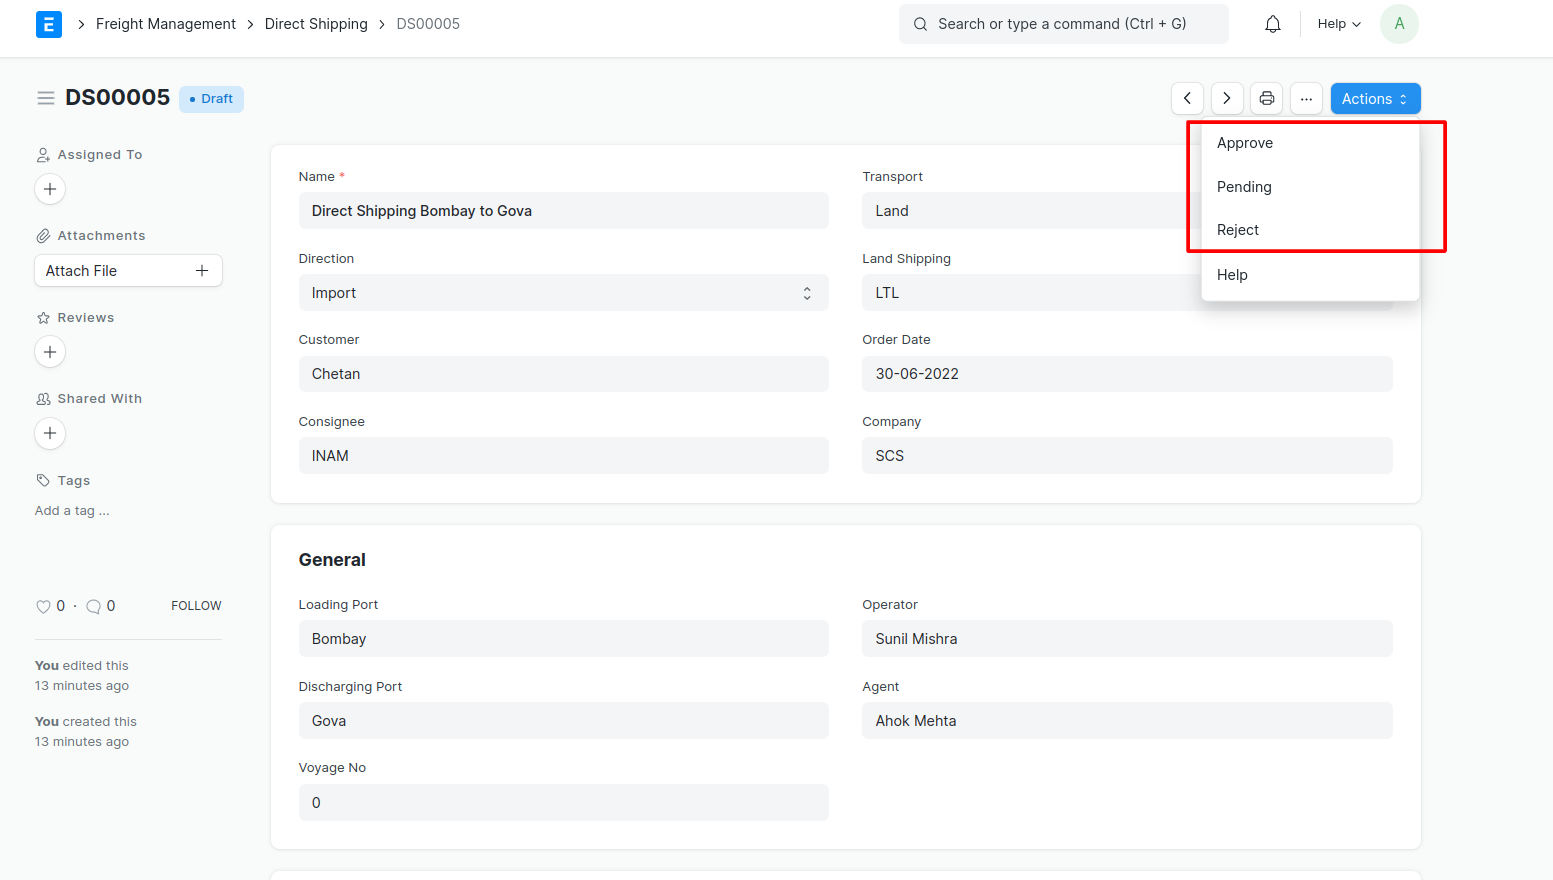 E > Freight Management > Direct Shipping > DS00005
Search or type a command (Ctrl + G)
Help
A
DS00005
Draft
Actions
Approve
Pending
Reject
Help
Assigned To
Attachments
Attach File
Reviews
Shared With
Tags
Add a tag ...
0 · 0
FOLLOW
You edited this
13 minutes ago
You created this
13 minutes ago
Name *
Direct Shipping Bombay to Gova
Transport
Land
Direction
Import
Land Shipping
LTL
Customer
Chetan
Order Date
30-06-2022
Consignee
INAM
Company
SCS
General
Loading Port
Bombay
Operator
Sunil Mishra
Discharging Port
Gova
Agent
Ahok Mehta
Voyage No
0